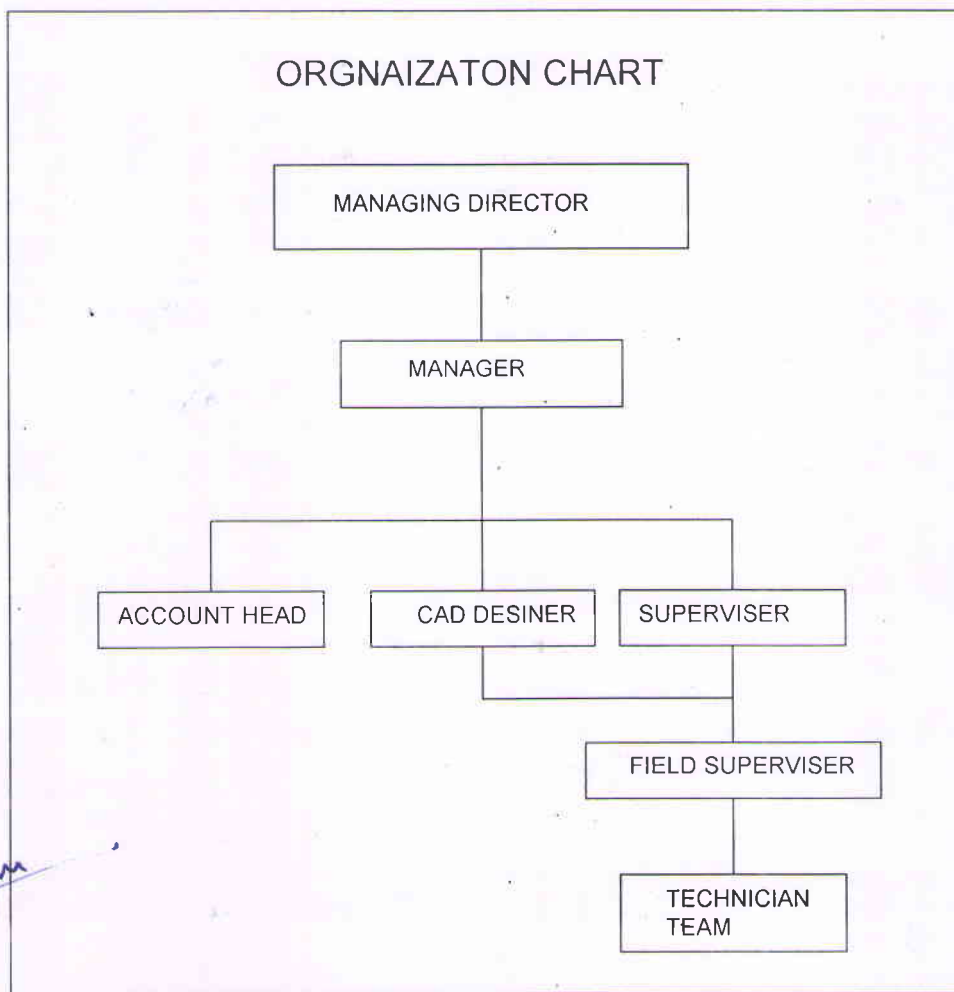 ORGNAIZATON CHART
MANAGING DIRECTOR
MANAGER
ACCOUNT HEAD
CAD DESINER
SUPERVISER
FIELD SUPERVISER
TECHNICIAN
TEAM